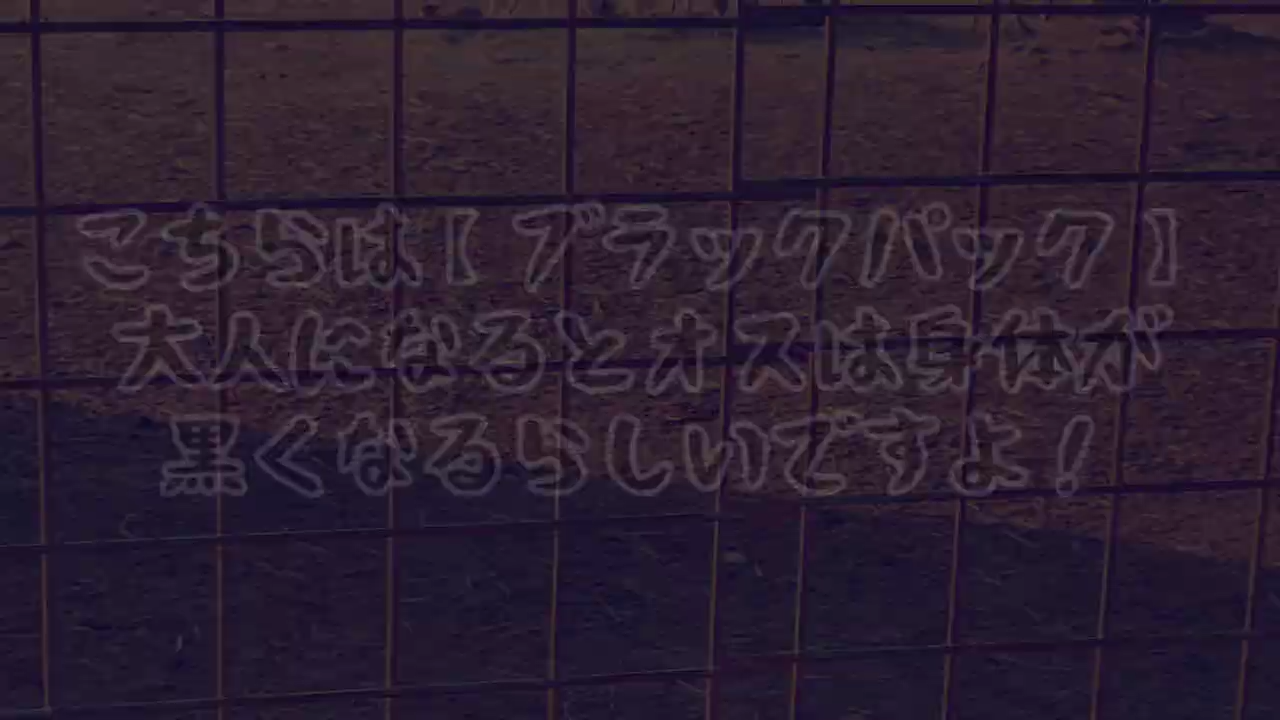 こちらは【ブラックバック】
大人になるとオスは身体が
黒くなるらしいですよ！